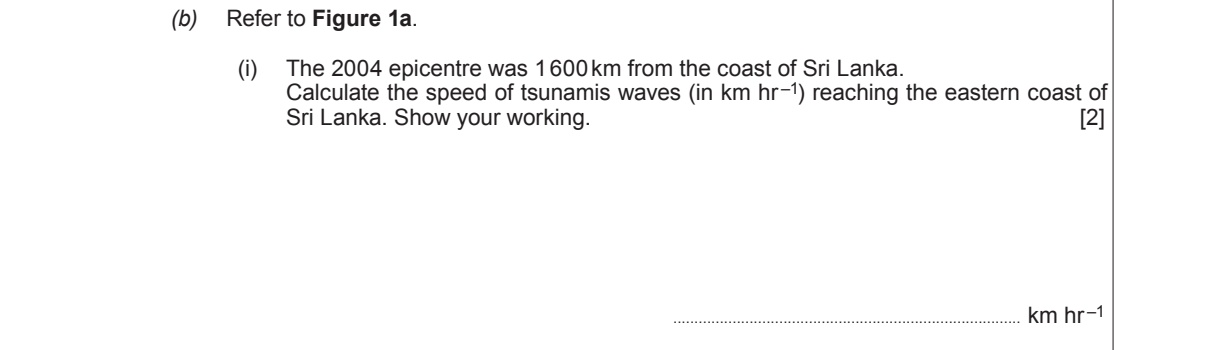 (b) Refer to Figure 1a.
(i) The 2004 epicentre was 1600 km from the coast of Sri Lanka.
Calculate the speed of tsunamis waves (in km hr⁻¹) reaching the eastern coast of
Sri Lanka. Show your working. [2]
.................................................................................... km hr⁻¹